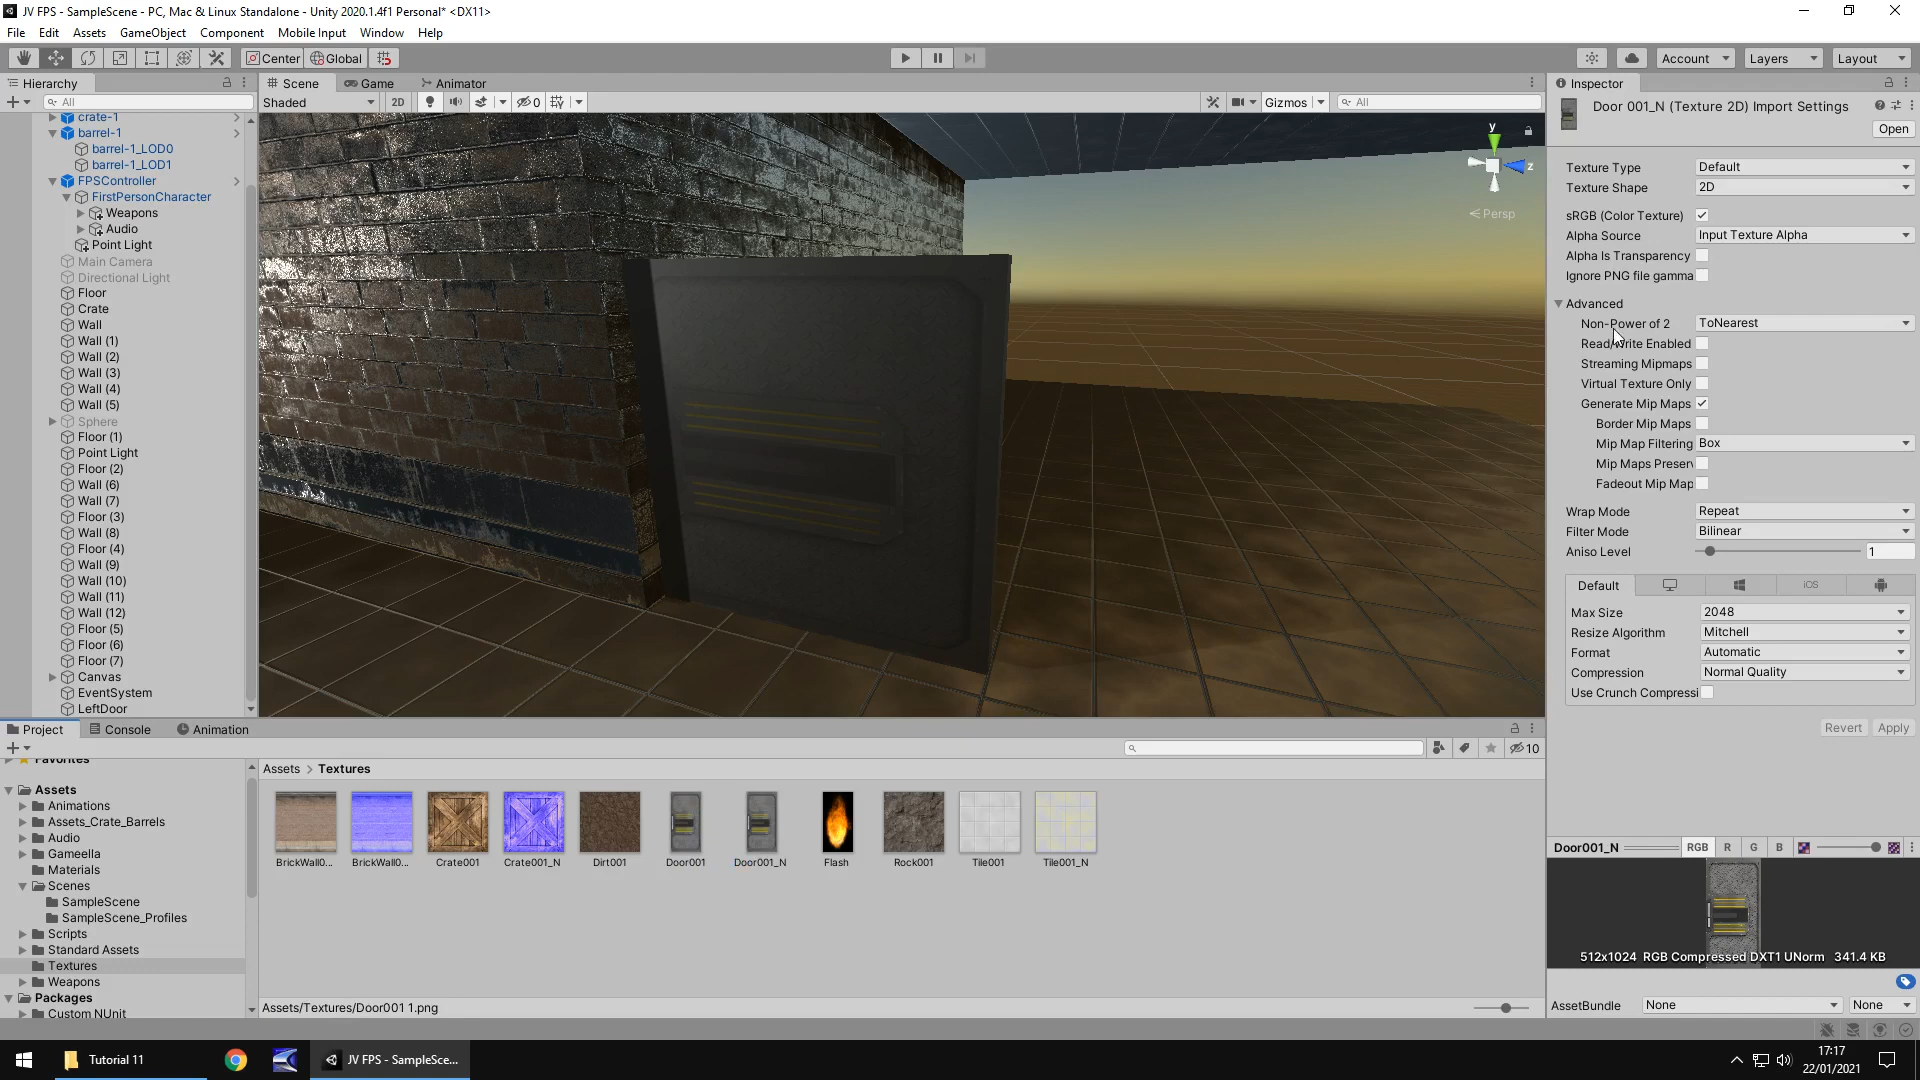 JV FPS - SampleScene - PC, Mac & Linux Standalone - Unity 2020.1.4f1 Personal* <DX11>
File Edit Assets GameObject Component Mobile Input Window Help
Center Global Account Layers Layout
Hierarchy
All
crate-1
barrel-1
barrel-1_LOD0
barrel-1_LOD1
FPSController
FirstPersonCharacter
Weapons
Audio
Point Light
Main Camera
Directional Light
Floor
Crate
Wall
Wall (1)
Wall (2)
Wall (3)
Wall (4)
Wall (5)
Sphere
Floor (1)
Point Light
Floor (2)
Wall (6)
Wall (7)
Floor (3)
Wall (8)
Floor (4)
Wall (9)
Wall (10)
Wall (11)
Wall (12)
Floor (5)
Floor (6)
Floor (7)
Canvas
EventSystem
LeftDoor
Scene Game Animator
Shaded 2D 0 Gizmos All
y
z
Persp
Inspector
Door 001_N (Texture 2D) Import Settings
Open
Texture Type Default
Texture Shape 2D
sRGB (Color Texture)
Alpha Source Input Texture Alpha
Alpha Is Transparency
Ignore PNG file gamma
Advanced
Non-Power of 2 ToNearest
Read/Write Enabled
Streaming Mipmaps
Virtual Texture Only
Generate Mip Maps
Border Mip Maps
Mip Map Filtering Box
Mip Maps Preserv
Fadeout Mip Map
Wrap Mode Repeat
Filter Mode Bilinear
Aniso Level 1
Default iOS
Max Size 2048
Resize Algorithm Mitchell
Format Automatic
Compression Normal Quality
Use Crunch Compressi
Revert Apply
Door001_N RGB R G B
512x1024 RGB Compressed DXT1 UNorm 341.4 KB
AssetBundle None None
Project Console Animation
10
Favorites
Assets
Animations
Assets_Crate_Barrels
Audio
Gameella
Materials
Scenes
SampleScene
SampleScene_Profiles
Scripts
Standard Assets
Textures
Weapons
Packages
Custom NUnit
Assets > Textures
BrickWall0... BrickWall0... Crate001 Crate001_N Dirt001 Door001 Door001_N Flash Rock001 Tile001 Tile001_N
Assets/Textures/Door001 1.png
Tutorial 11
JV FPS - SampleSce...
17:17
22/01/2021